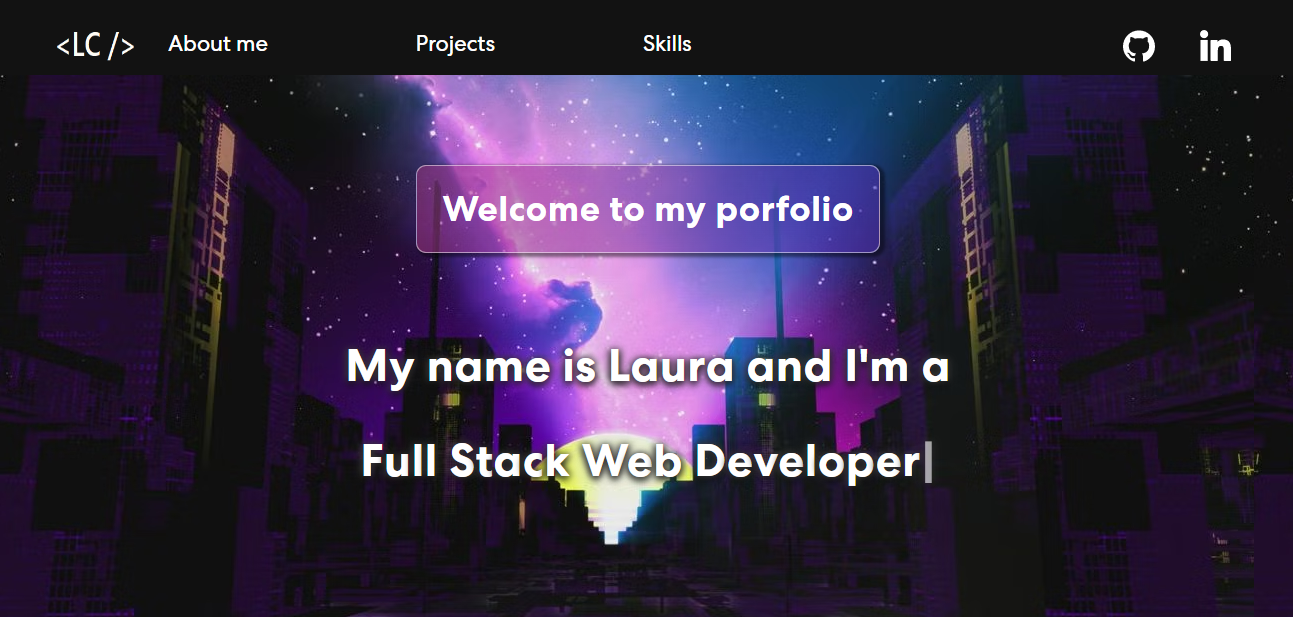 <LC /> About me Projects Skills in
Welcome to my porfolio
My name is Laura and I'm a
Full Stack Web Developer|